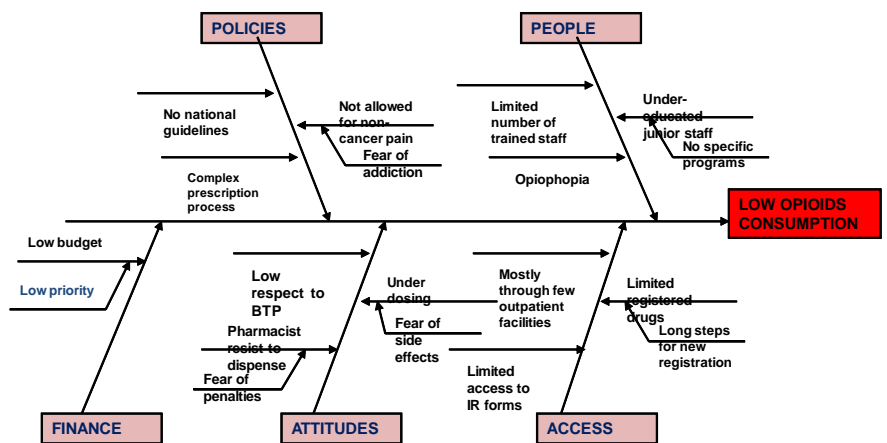 POLICIES
PEOPLE
No national
guidelines
Not allowed
for non-
cancer pain
Fear of
addiction
Complex
prescription
process
Limited
number of
trained staff
Under-
educated
junior staff
No specific
programs
Opiophopia
LOW OPIOIDS
CONSUMPTION
Low budget
Low priority
Low
respect to
BTP
Under
dosing
Fear of
side
effects
Pharmacist
resist to
dispense
Fear of
penalties
Mostly
through few
outpatient
facilities
Limited
registered
drugs
Long steps
for new
registration
Limited
access to
IR forms
FINANCE
ATTITUDES
ACCESS